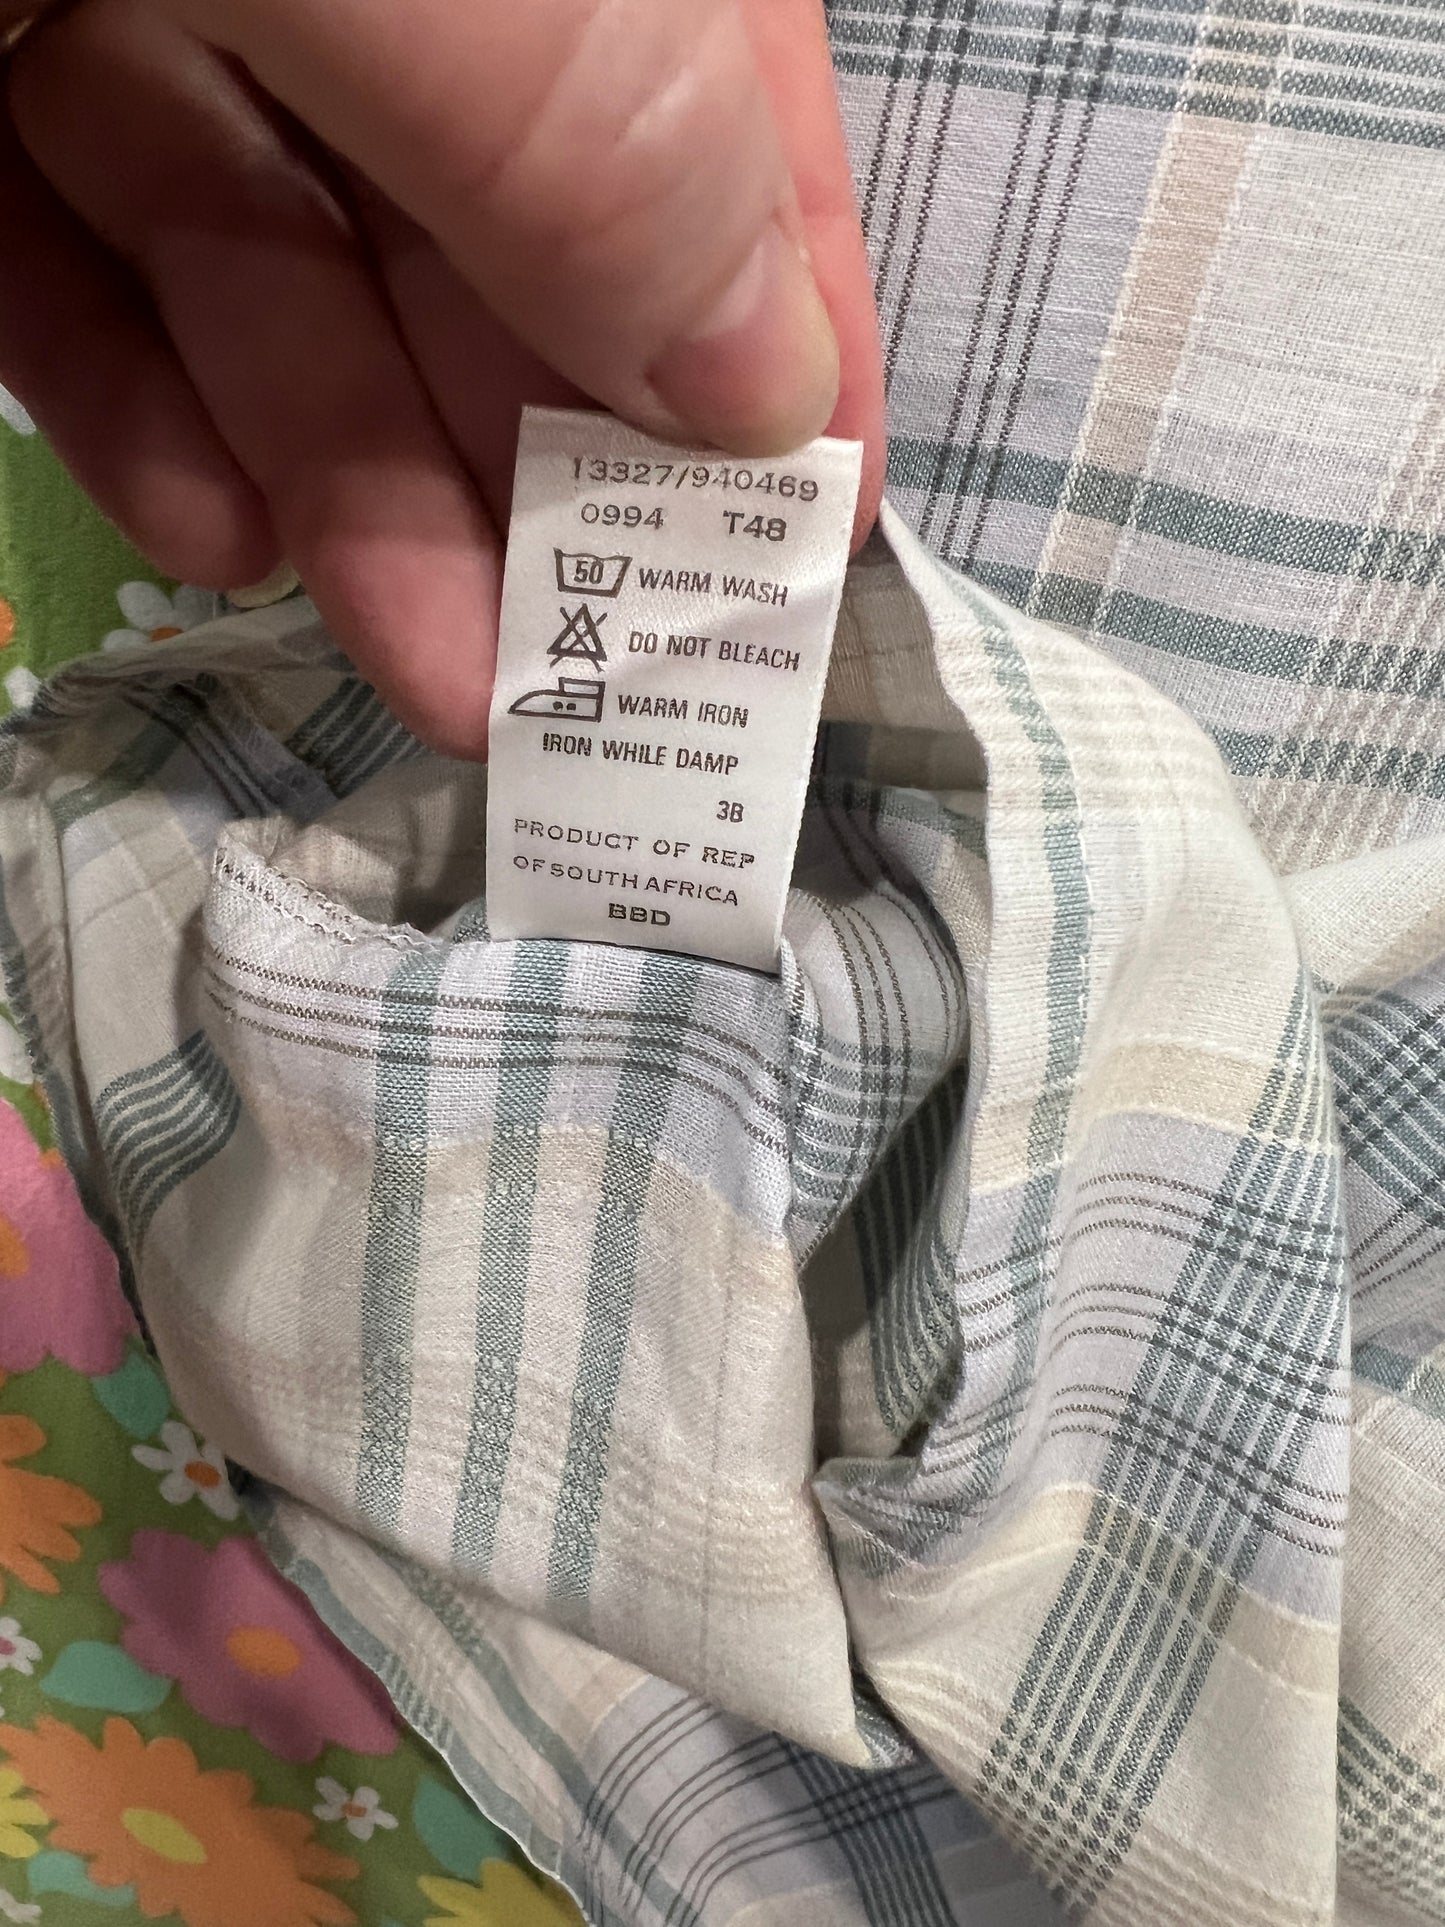 13327/940469
0994 T48
50 WARM WASH
DO NOT BLEACH
WARM IRON
IRON WHILE DAMP
3B
PRODUCT OF REP
OF SOUTH AFRICA
BBD